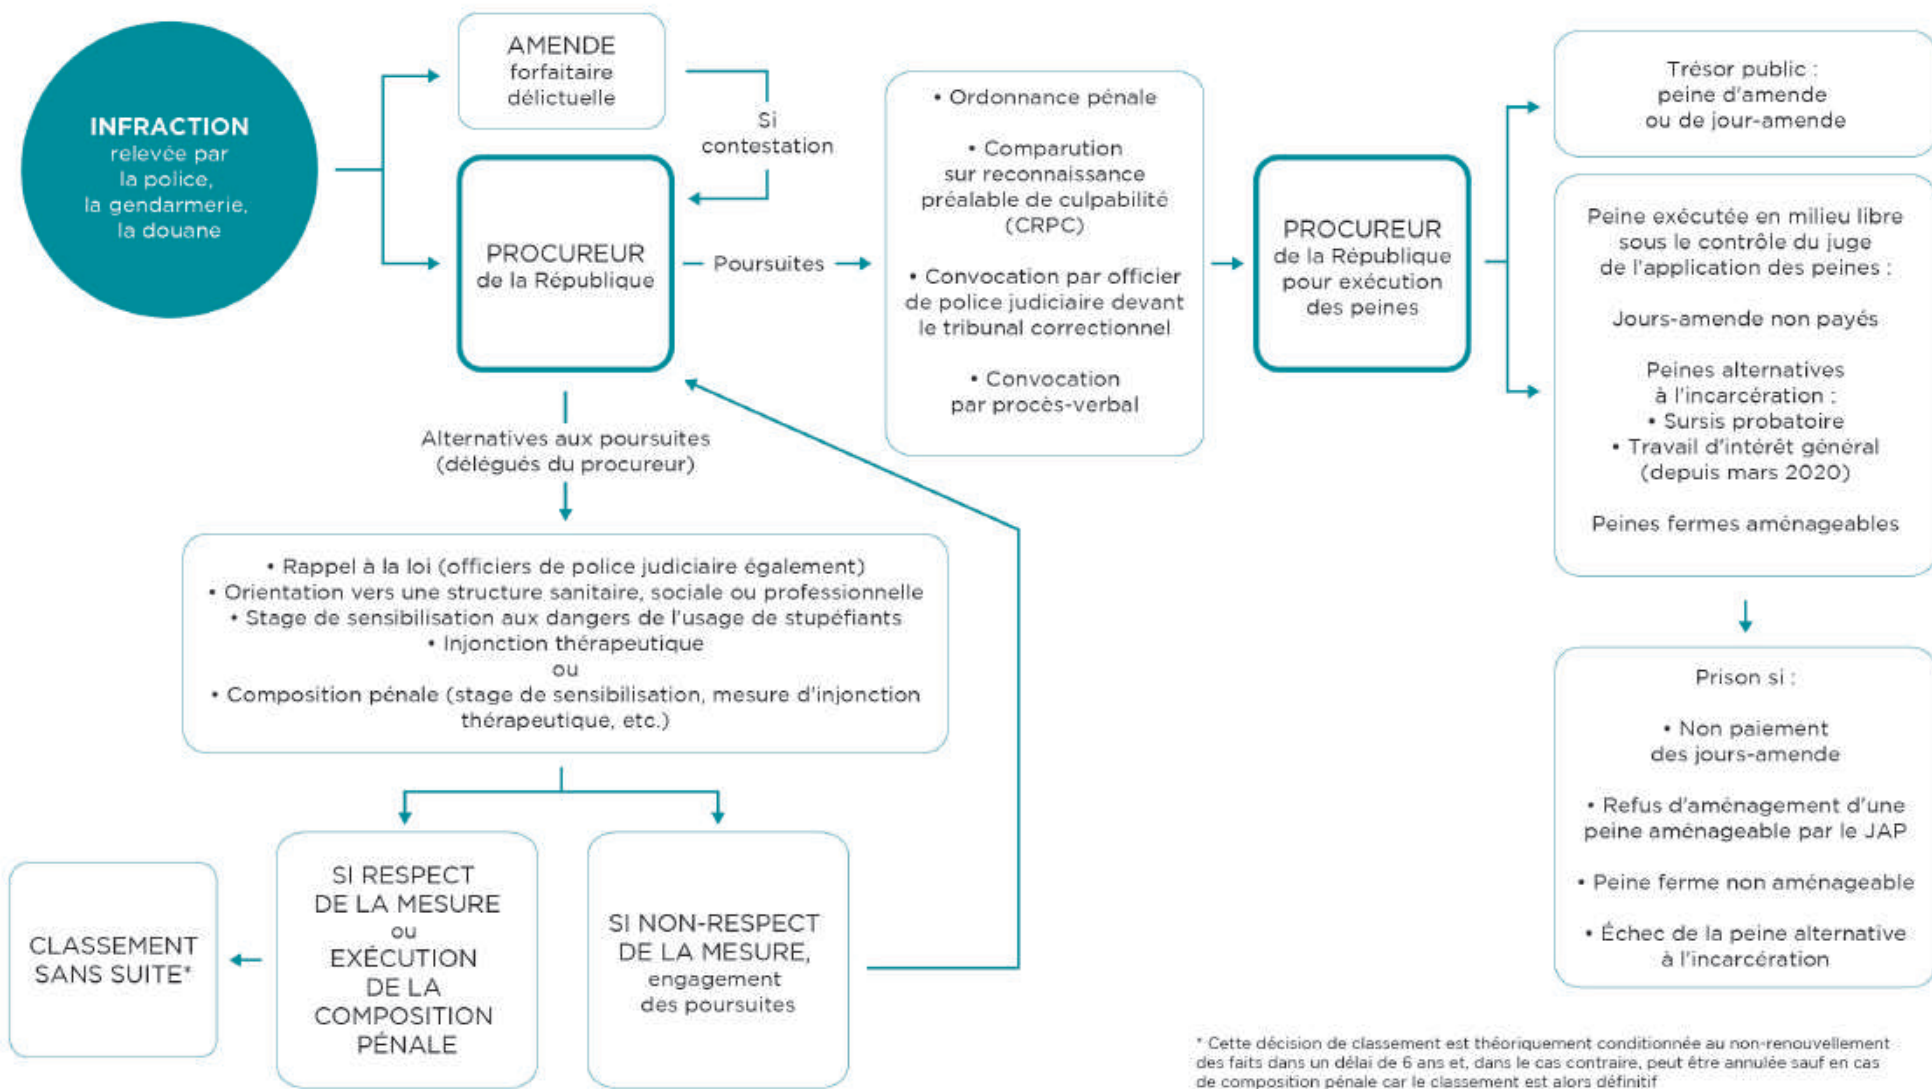 INFRACTION
relevée par
la police,
la gendarmerie,
la douane
AMENDE
forfaitaire
délictuelle
Si
contestation
PROCUREUR
de la République
Poursuites
• Ordonnance pénale
• Comparution
sur reconnaissance
préalable de culpabilité
(CRPC)
• Convocation par officier
de police judiciaire devant
le tribunal correctionnel
• Convocation
par procès-verbal
PROCUREUR
de la République
pour exécution
des peines
Trésor public :
peine d'amende
ou de jour-amende
Peine exécutée en milieu libre
sous le contrôle du juge
de l'application des peines :
Jours-amende non payés
Peines alternatives
à l'incarcération :
• Sursis probatoire
• Travail d'intérêt général
(depuis mars 2020)
Peines fermes aménageables
Prison si :
• Non paiement
des jours-amende
• Refus d'aménagement d'une
peine aménageable par le JAP
• Peine ferme non aménageable
• Échec de la peine alternative
à l'incarcération
Alternatives aux poursuites
(délégués du procureur)
• Rappel à la loi (officiers de police judiciaire également)
• Orientation vers une structure sanitaire, sociale ou professionnelle
• Stage de sensibilisation aux dangers de l'usage de stupéfiants
• Injonction thérapeutique
ou
• Composition pénale (stage de sensibilisation, mesure d'injonction
thérapeutique, etc.)
CLASSEMENT
SANS SUITE*
SI RESPECT
DE LA MESURE
ou
EXÉCUTION
DE LA
COMPOSITION
PÉNALE
SI NON-RESPECT
DE LA MESURE,
engagement
des poursuites
* Cette décision de classement est théoriquement conditionnée au non-renouvellement
des faits dans un délai de 6 ans et, dans le cas contraire, peut être annulée sauf en cas
de composition pénale car le classement est alors définitif